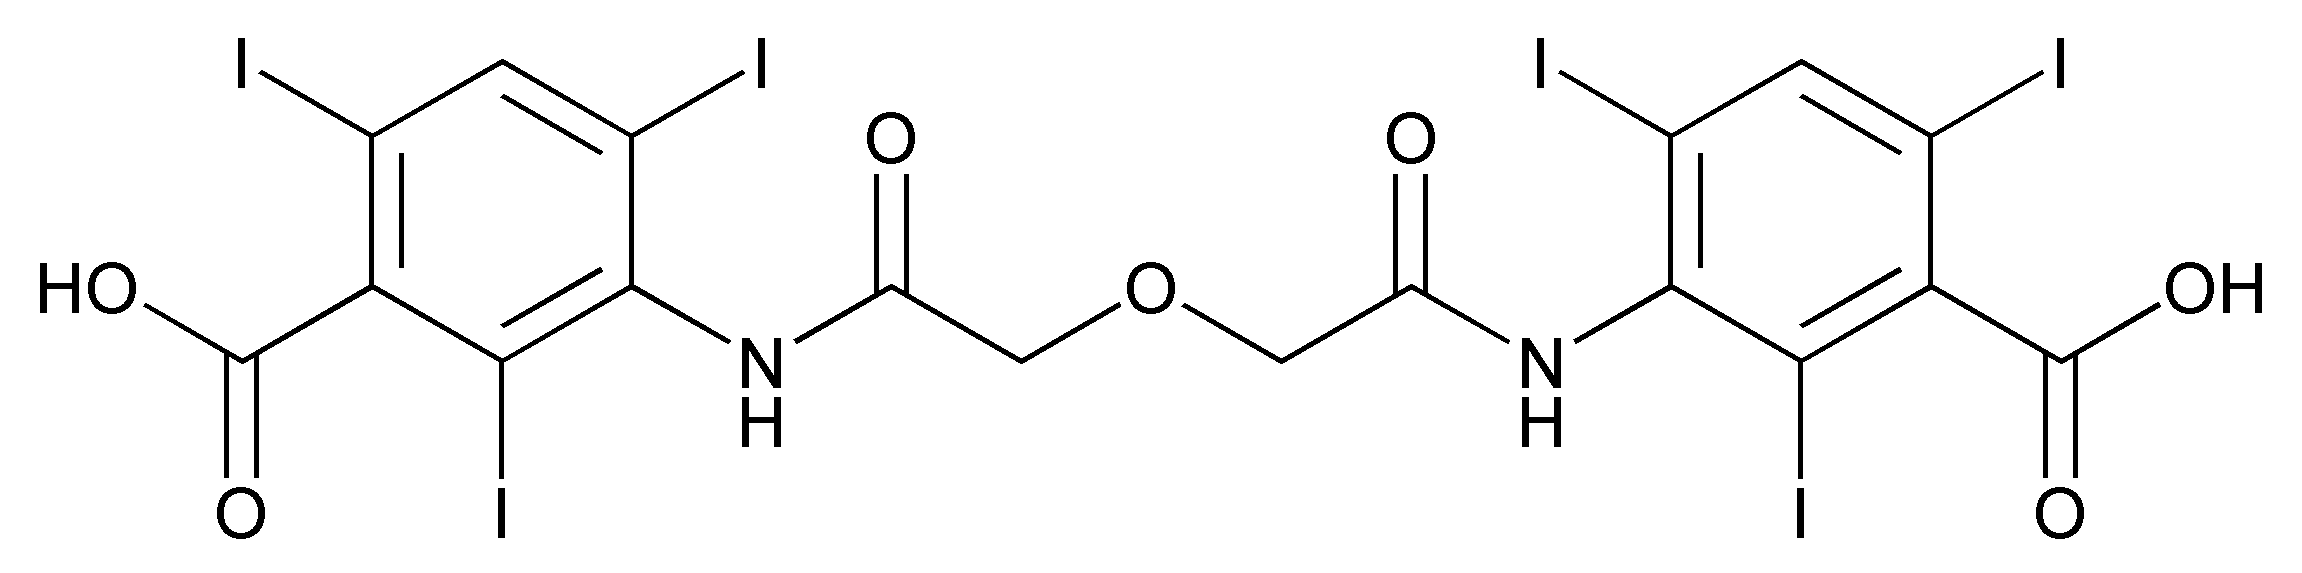 I I I I
O O
HO O OH
N N
H H
O I I O